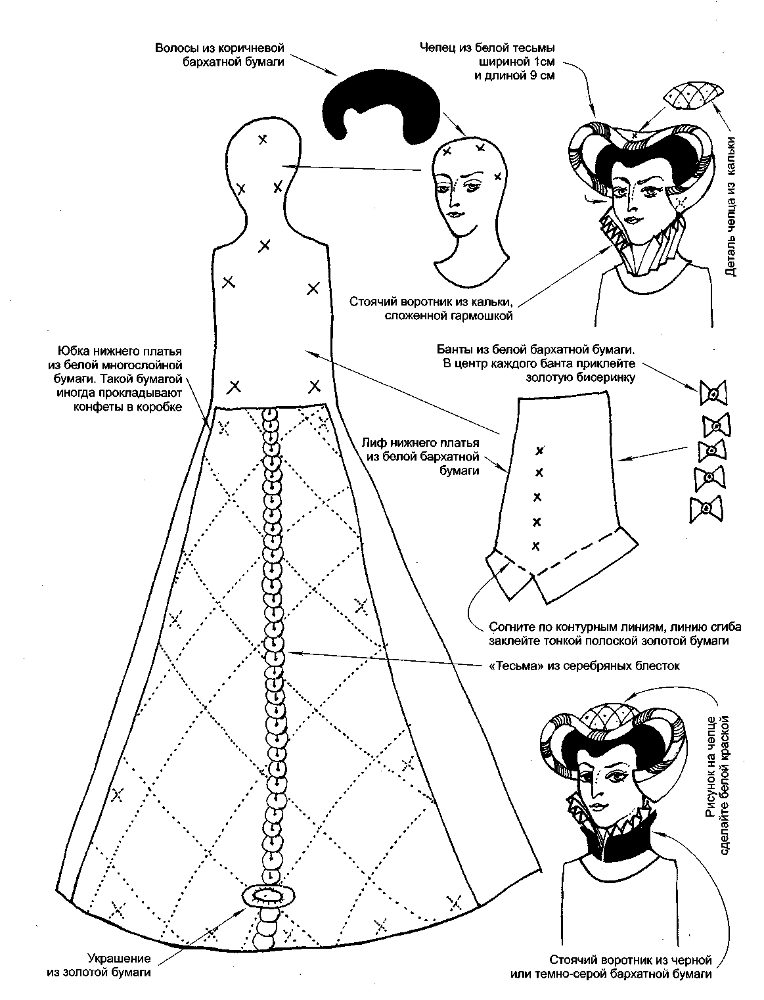 Волосы из коричневой
бархатной бумаги
Чепец из белой тесьмы
шириной 1см
и длиной 9 см
Деталь чепца из кальки
Стоячий воротник из кальки,
сложенной гармошкой
Юбка нижнего платья
из белой многослойной
бумаги. Такой бумагой
иногда прокладывают
конфеты в коробке
Банты из белой бархатной бумаги.
В центр каждого банта приклейте
золотую бисеринку
Лиф нижнего платья
из белой бархатной
бумаги
Согните по контурным линиям, линию сгиба
заклейте тонкой полоской золотой бумаги
«Тесьма» из серебряных блесток
Рисунок на чепце
сделайте белой краской
Украшение
из золотой бумаги
Стоячий воротник из черной
или темно-серой бархатной бумаги